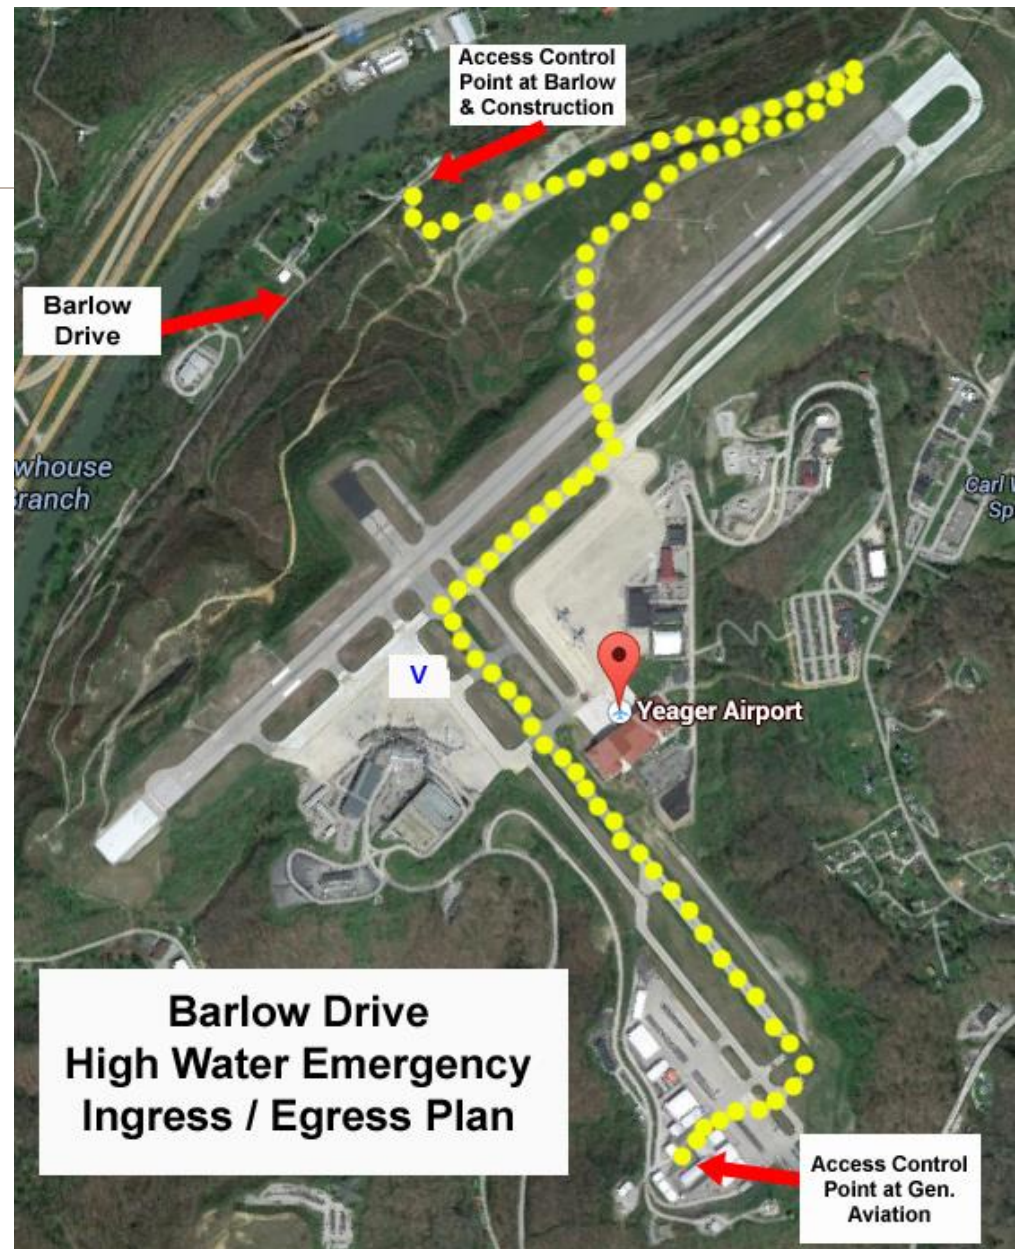 Access Control
Point at Barlow
& Construction
Barlow
Drive
whouse
Branch
Carl
Sp
V
Yeager Airport
Barlow Drive
High Water Emergency
Ingress / Egress Plan
Access Control
Point at Gen.
Aviation